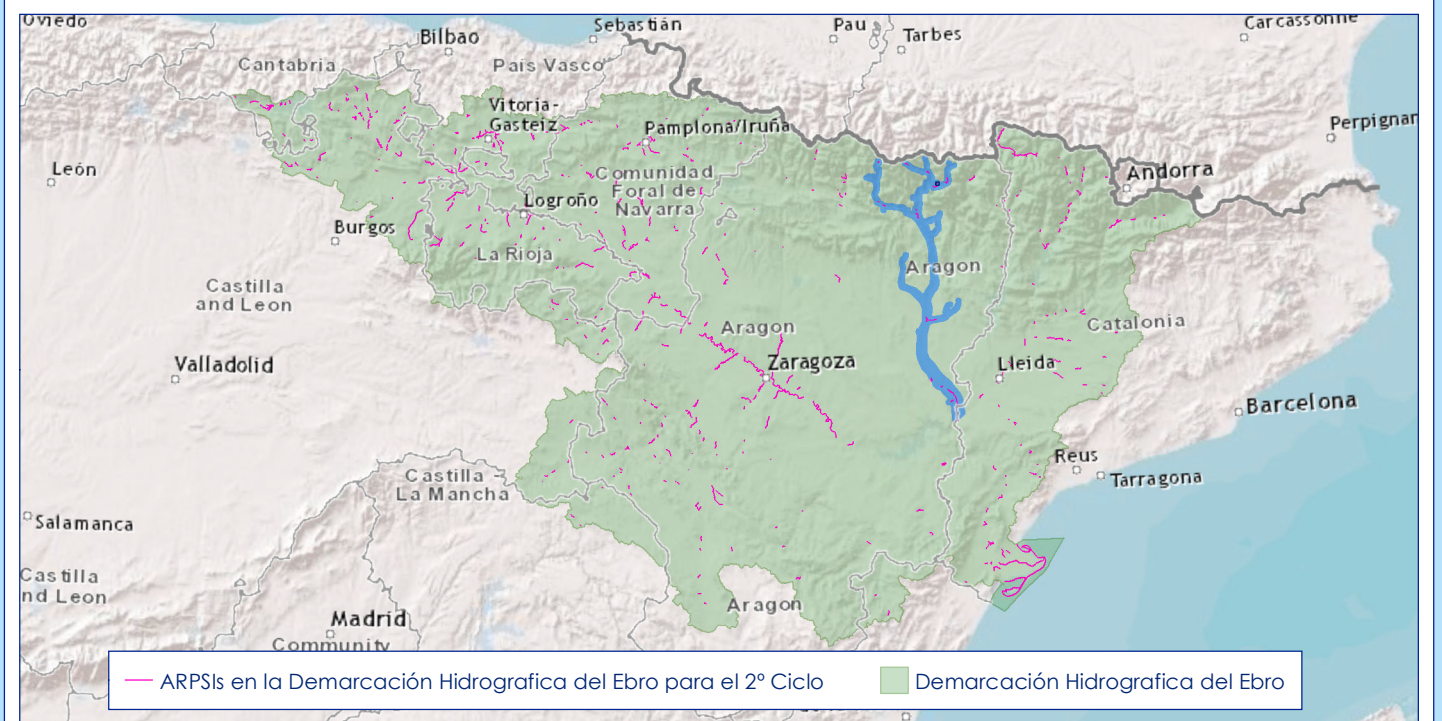 Oviedo
Sebastián
Pau
Tarbes
Carcassonne
Bilbao
Cantabria
País Vasco
Vitoria-
Gasteiz
Pamplona/Iruña
Perpignan
León
Comunidad
Foral de
Navarra
Andorra
Logroño
Burgos
La Rioja
Aragon
Castilla
and Leon
Aragon
Catalonia
Valladolid
Zaragoza
Lleida
Barcelona
Reus
Castilla
La Mancha
Tarragona
Salamanca
Castilla
nd Leon
Aragon
Madrid
Community
ARPSIs en la Demarcación Hidrografica del Ebro para el 2º Ciclo
Demarcación Hidrografica del Ebro